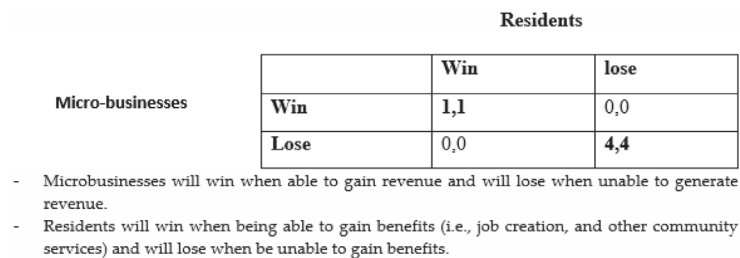 Residents
Win lose
Micro-businesses
Win 1,1 0,0
Lose 0,0 4,4
- Microbusinesses will win when able to gain revenue and will lose when unable to generate
revenue.
- Residents will win when being able to gain benefits (i.e., job creation, and other community
services) and will lose when be unable to gain benefits.